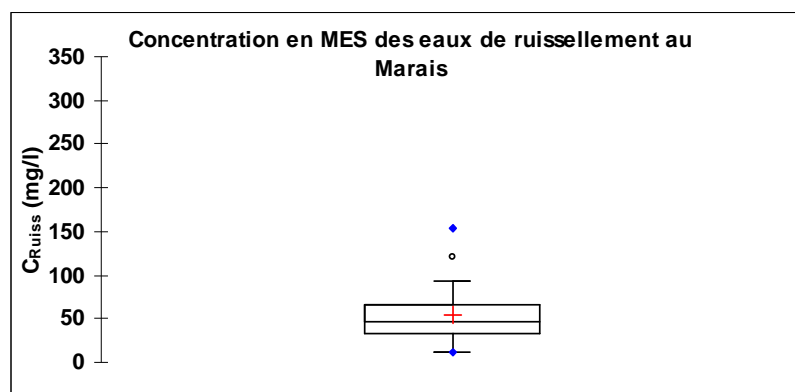 Concentration en MES des eaux de ruissellement au
Marais
350
300
250
200
150
100
50
0
CRuiss (mg/l)